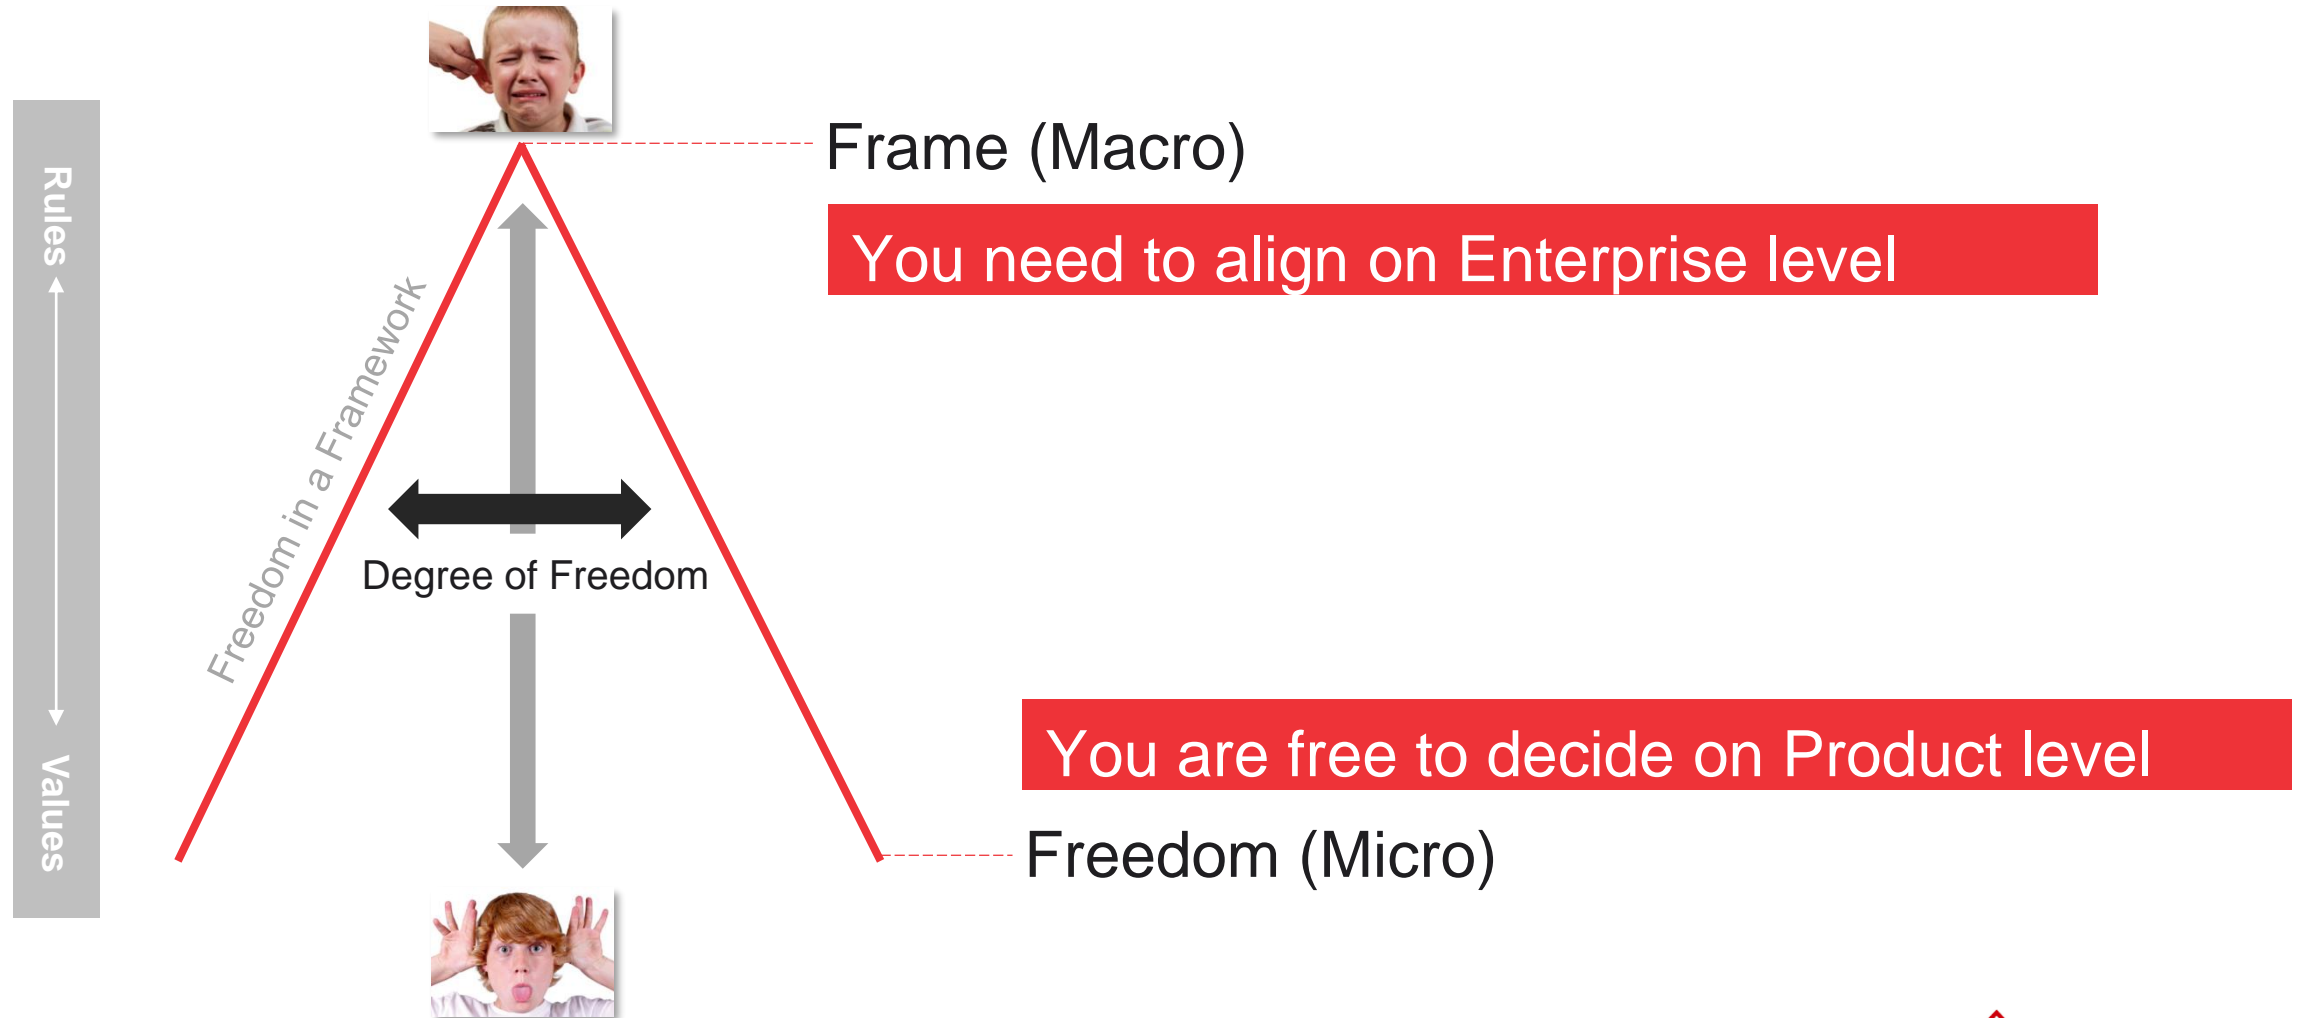 Frame (Macro)
You need to align on Enterprise level
Rules
Values
Freedom in a Framework
Degree of Freedom
You are free to decide on Product level
Freedom (Micro)